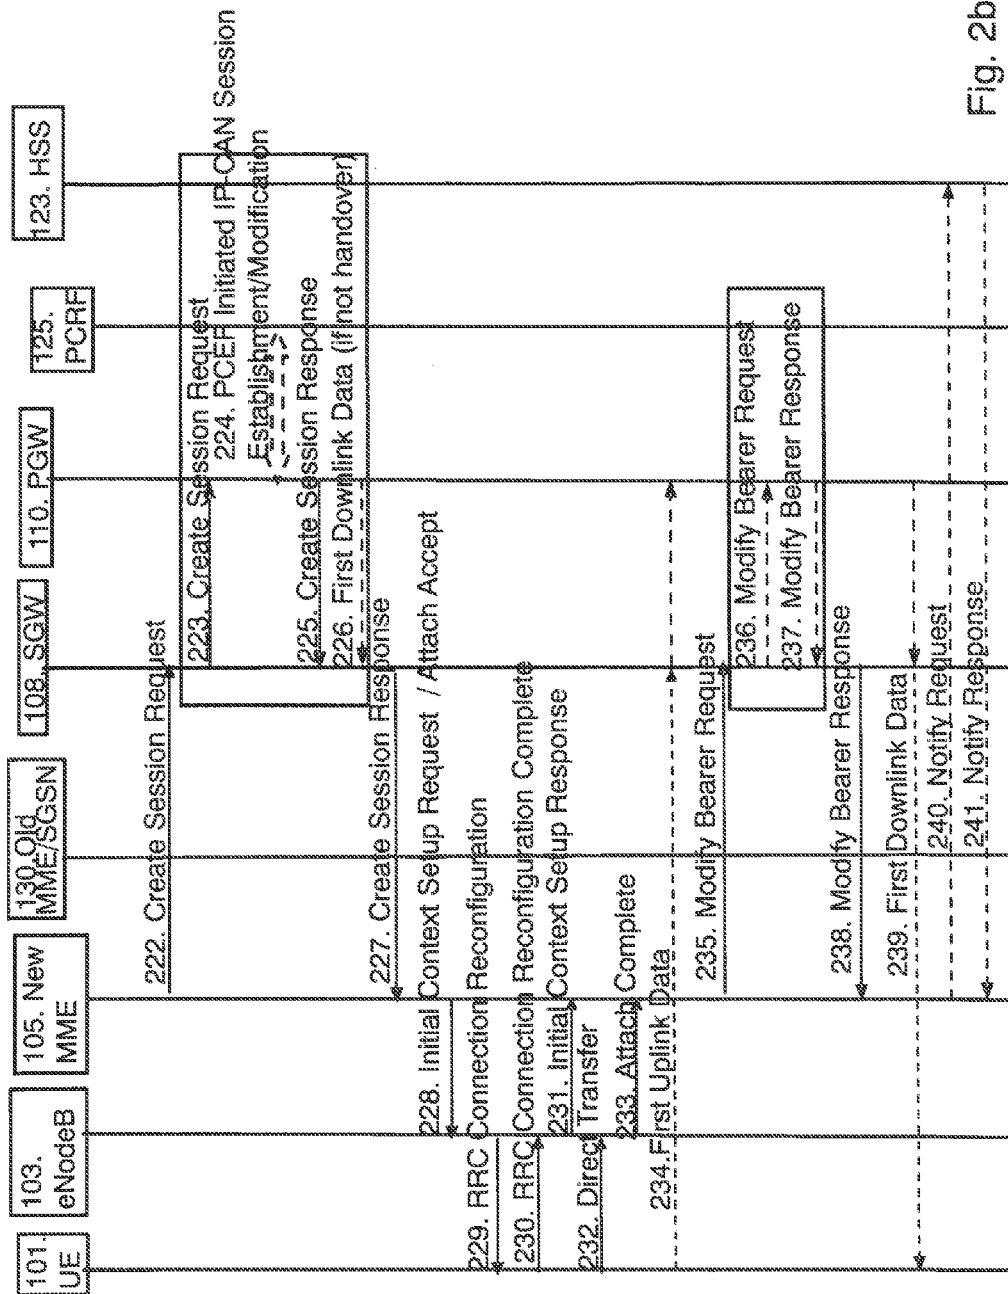 101.
UE
103.
eNodeB
105. New
MME
130.Old
MME/SGSN
108. SGW
110. PGW
125.
PCRF
123. HSS
222. Create Session Request
223. Create Session Request
224. PCEF Initiated IP-CAN Session
Establishment/Modification
225. Create Session Response
226. First Downlink Data (if not handover)
227. Create Session Response
228. Initial Context Setup Request / Attach Accept
229. RRC Connection Reconfiguration
230. RRC Connection Reconfiguration Complete
231. Initial Context Setup Response
232. Direct Transfer
233. Attach Complete
234.First Uplink Data
235. Modify Bearer Request
236. Modify Bearer Request
237. Modify Bearer Response
238. Modify Bearer Response
239. First Downlink Data
240. Notify Request
241. Notify Response
Fig. 2b